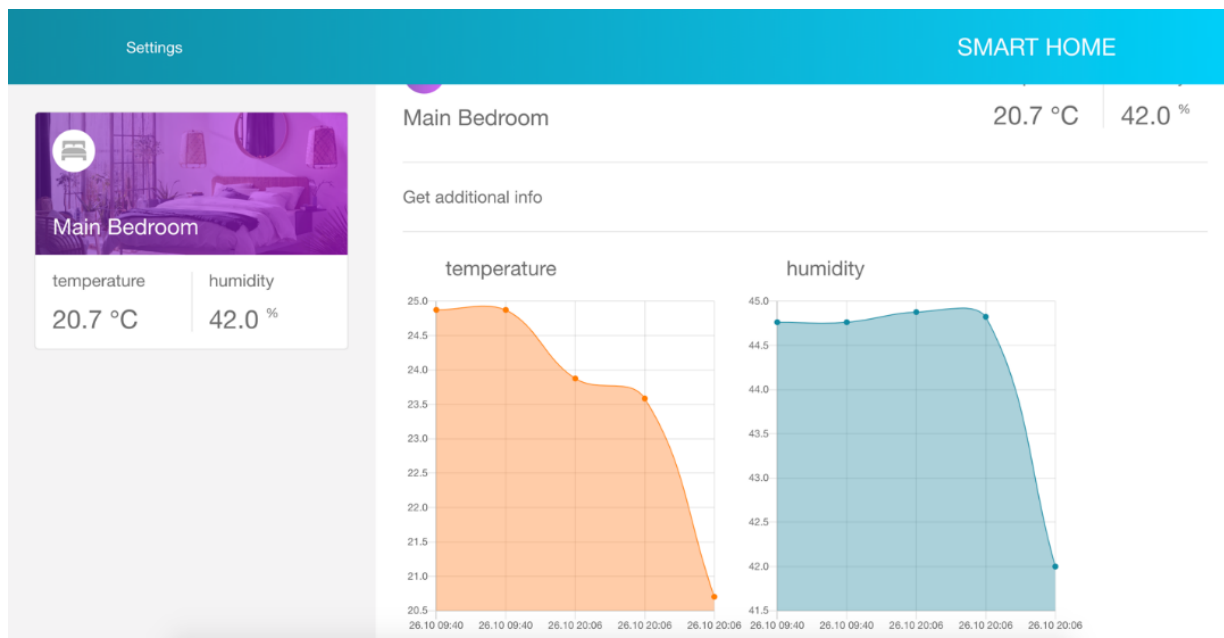 Settings
SMART HOME
Main Bedroom
temperature
humidity
20.7 °C
42.0 %
Main Bedroom
20.7 °C
42.0 %
Get additional info
temperature
25.0
24.5
24.0
23.5
23.0
22.5
22.0
21.5
21.0
20.5
26.10 09:40 26.10 09:40 26.10 20:06 26.10 20:06 26.10 20:06
humidity
45.0
44.5
44.0
43.5
43.0
42.5
42.0
41.5
26.10 09:40 26.10 09:40 26.10 20:06 26.10 20:06 26.10 20:06